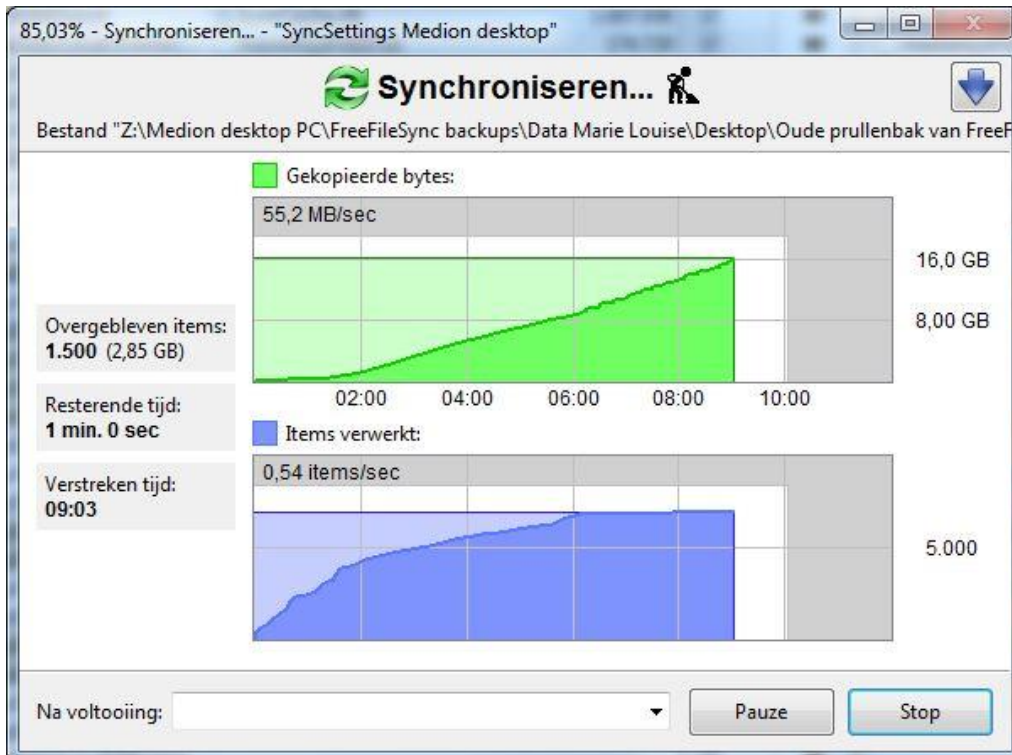 85,03% - Synchroniseren... - "SyncSettings Medion desktop"
Synchroniseren...
Bestand "Z:\Medion desktop PC\FreeFileSync backups\Data Marie Louise\Desktop\Oude prullenbak van FreeF
Gekopieerde bytes:
55,2 MB/sec
16,0 GB
8,00 GB
Overgebleven items:
1.500 (2,85 GB)
02:00 04:00 06:00 08:00 10:00
Resterende tijd:
1 min. 0 sec
Items verwerkt:
0,54 items/sec
Verstreken tijd:
09:03
5.000
Na voltooiing:
Pauze
Stop